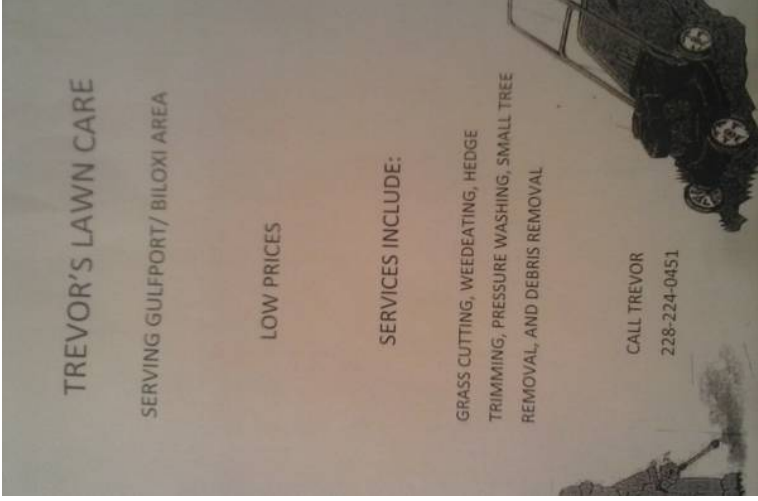 TREVOR'S LAWN CARE
SERVING GULFPORT/ BILOXI AREA
LOW PRICES
SERVICES INCLUDE:
GRASS CUTTING, WEEDEATING, HEDGE
TRIMMING, PRESSURE WASHING, SMALL TREE
REMOVAL, AND DEBRIS REMOVAL
CALL TREVOR
228-224-0451